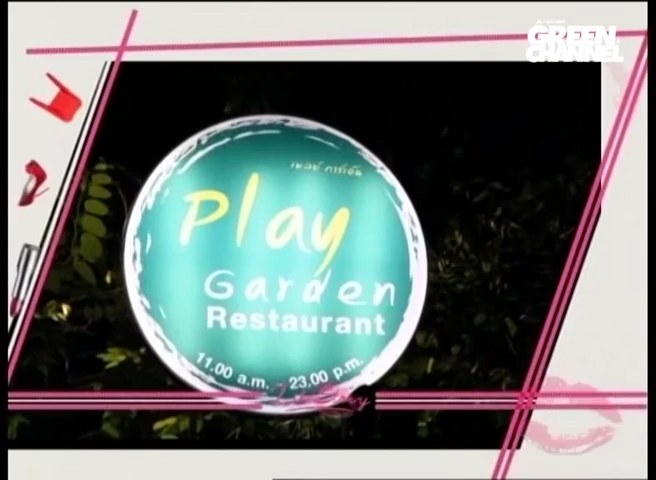 GREEN
CHANNEL
เพลย์ การ์เด้น
Play
Garden
Restaurant
11.00 a.m. 23.00 p.m.